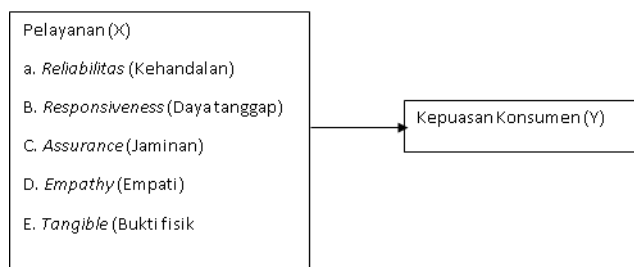 Pelayanan (X)
a. Reliabilitas (Kehandalan)
B. Responsiveness (Daya tanggap)
Kepuasan Konsumen (Y)
C. Assurance (Jaminan)
D. Empathy (Empati)
E. Tangible (Bukti fisik